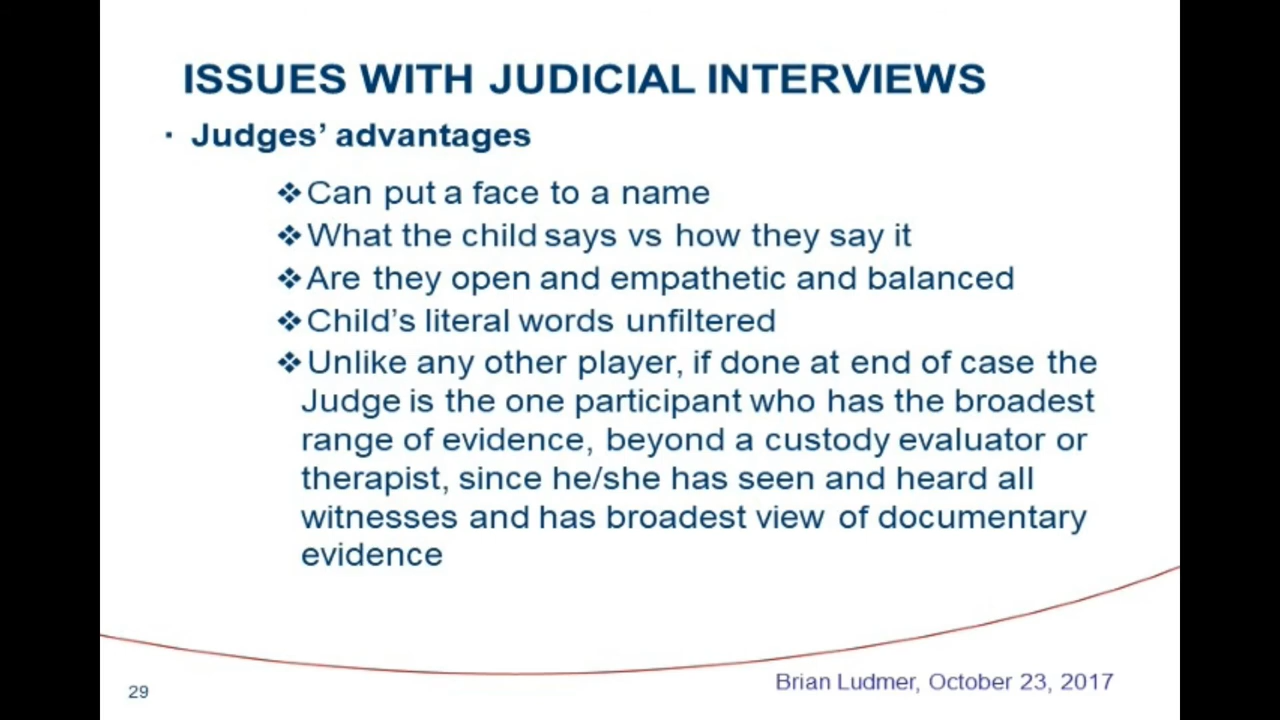 ISSUES WITH JUDICIAL INTERVIEWS
▪ Judges’ advantages
❖Can put a face to a name
❖What the child says vs how they say it
❖Are they open and empathetic and balanced
❖Child’s literal words unfiltered
❖Unlike any other player, if done at end of case the
Judge is the one participant who has the broadest
range of evidence, beyond a custody evaluator or
therapist, since he/she has seen and heard all
witnesses and has broadest view of documentary
evidence
29
Brian Ludmer, October 23, 2017